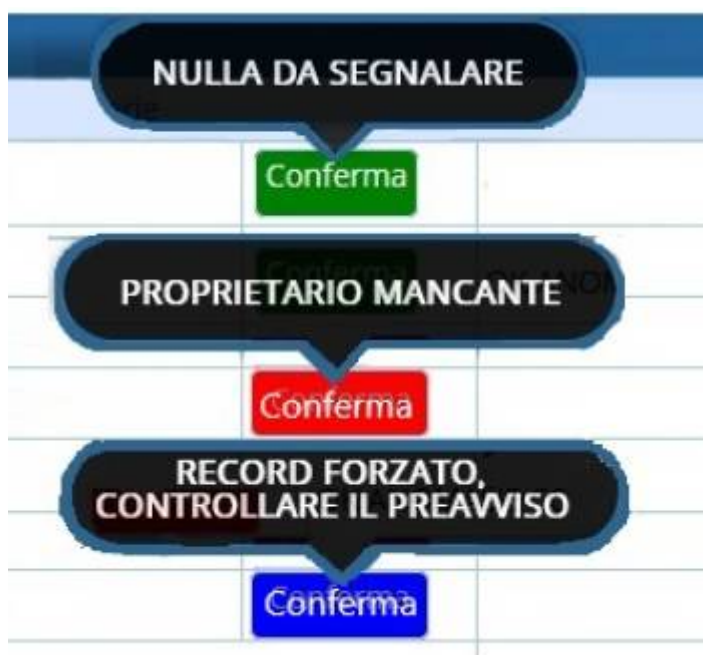 NULLA DA SEGNALARE
Conferma
PROPRIETARIO MANCANTE
Conferma
RECORD FORZATO,
CONTROLLARE IL PREAVVISO
Conferma